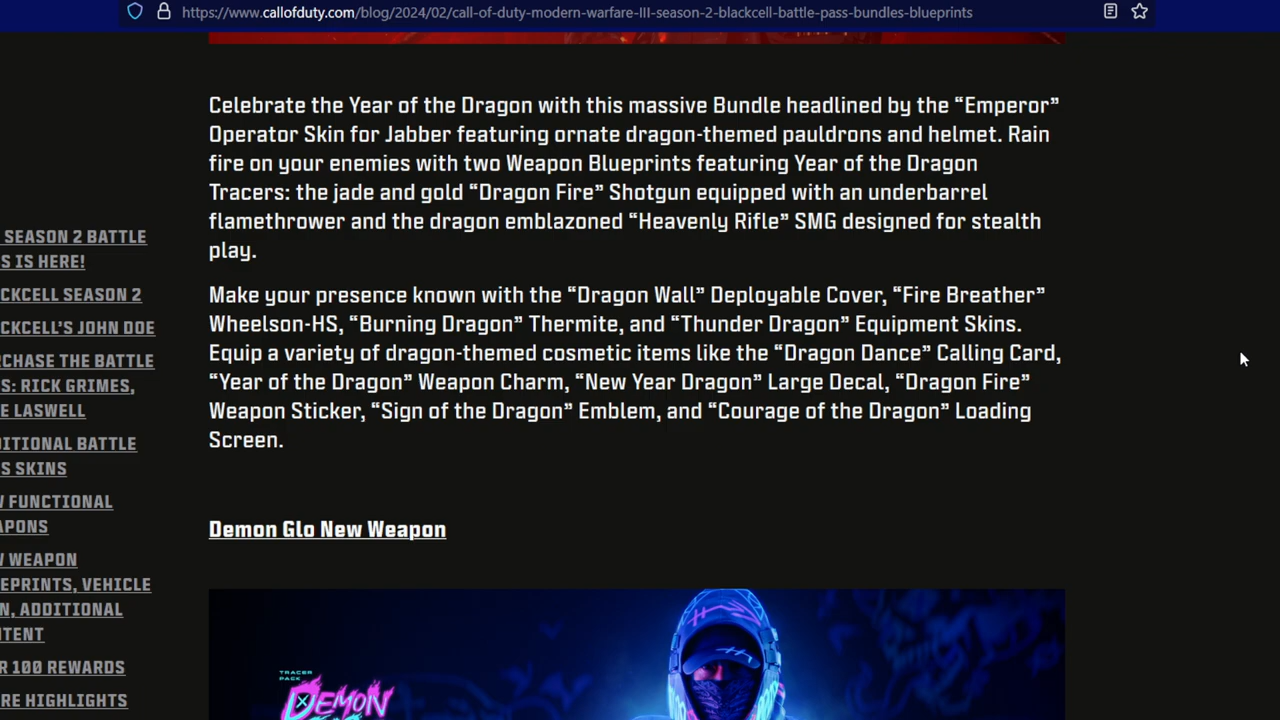 https://www.callofduty.com/blog/2024/02/call-of-duty-modern-warfare-III-season-2-blackcell-battle-pass-bundles-blueprints
Celebrate the Year of the Dragon with this massive Bundle headlined by the “Emperor”
Operator Skin for Jabber featuring ornate dragon-themed pauldrons and helmet. Rain
fire on your enemies with two Weapon Blueprints featuring Year of the Dragon
Tracers: the jade and gold “Dragon Fire” Shotgun equipped with an underbarrel
flamethrower and the dragon emblazoned “Heavenly Rifle” SMG designed for stealth
play.
Make your presence known with the “Dragon Wall” Deployable Cover, “Fire Breather”
Wheelson-HS, “Burning Dragon” Thermite, and “Thunder Dragon” Equipment Skins.
Equip a variety of dragon-themed cosmetic items like the “Dragon Dance” Calling Card,
“Year of the Dragon” Weapon Charm, “New Year Dragon” Large Decal, “Dragon Fire”
Weapon Sticker, “Sign of the Dragon” Emblem, and “Courage of the Dragon” Loading
Screen.
Demon Glo New Weapon
TRACER
PACK
DEMON
SEASON 2 BATTLE
S IS HERE!
CKCELL SEASON 2
CKCELL’S JOHN DOE
RCHASE THE BATTLE
S: RICK GRIMES,
E LASWELL
DITIONAL BATTLE
S SKINS
W FUNCTIONAL
APONS
W WEAPON
EPRINTS, VEHICLE
N, ADDITIONAL
TENT
R 100 REWARDS
RE HIGHLIGHTS